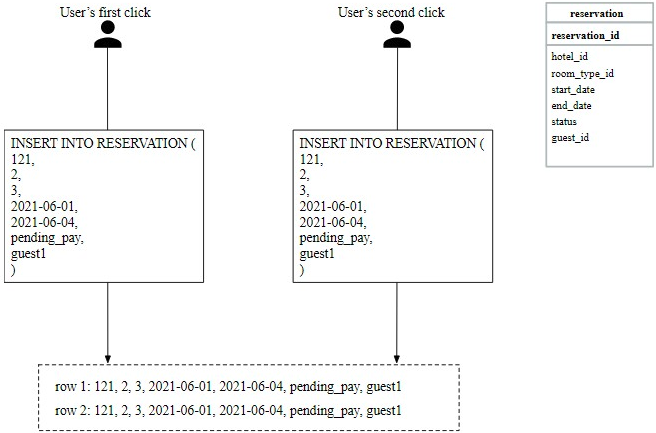 User's first click
User's second click
reservation
reservation_id
hotel_id
room_type_id
start_date
end_date
status
guest_id
INSERT INTO RESERVATION (
121,
2,
3,
2021-06-01,
2021-06-04,
pending_pay,
guest1
)
INSERT INTO RESERVATION (
121,
2,
3,
2021-06-01,
2021-06-04,
pending_pay,
guest1
)
row 1: 121, 2, 3, 2021-06-01, 2021-06-04, pending_pay, guest1
row 2: 121, 2, 3, 2021-06-01, 2021-06-04, pending_pay, guest1